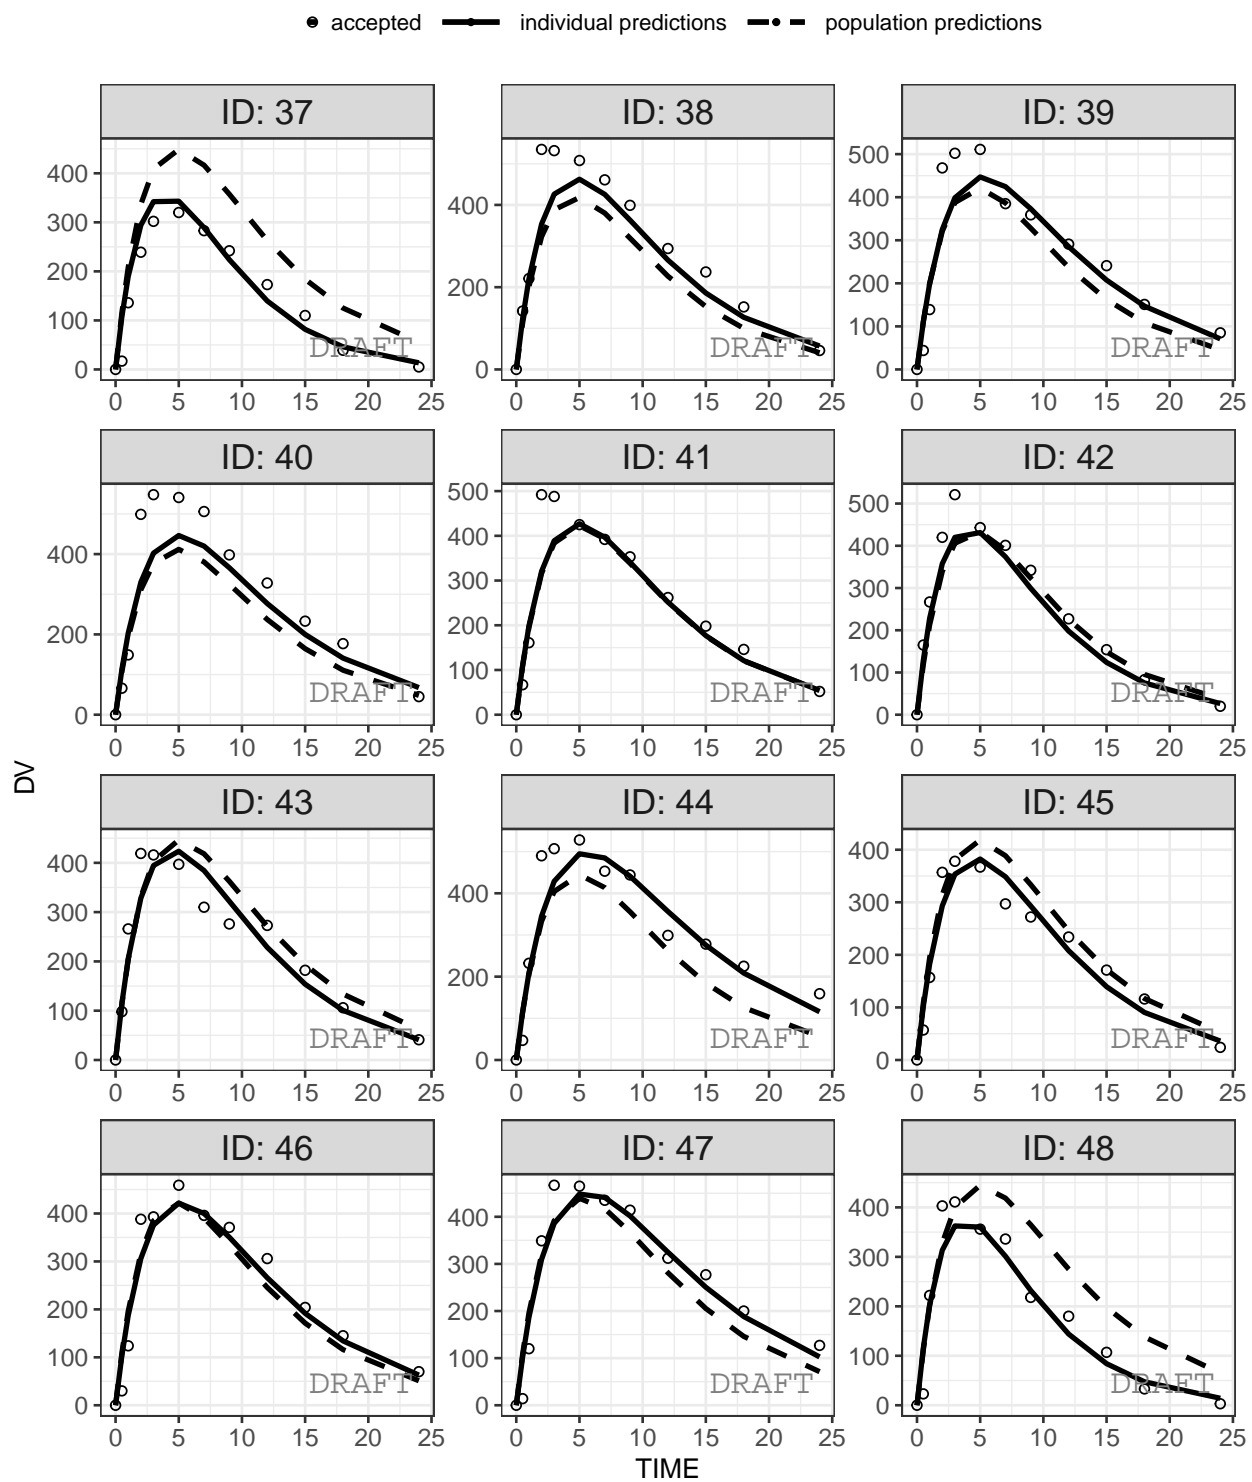 accepted individual predictions population predictions
ID: 37 ID: 38 ID: 39
400 300 200 100 0
DRAFT
0 5 10 15 20 25
400 200 0
DRAFT
0 5 10 15 20 25
500 400 300 200 100 0
DRAFT
0 5 10 15 20 25
ID: 40 ID: 41 ID: 42
400 200 0
DRAFT
0 5 10 15 20 25
500 400 300 200 100 0
DRAFT
0 5 10 15 20 25
500 400 300 200 100 0
DRAFT
0 5 10 15 20 25
DV
ID: 43 ID: 44 ID: 45
400 300 200 100 0
DRAFT
0 5 10 15 20 25
400 200 0
DRAFT
0 5 10 15 20 25
400 300 200 100 0
DRAFT
0 5 10 15 20 25
ID: 46 ID: 47 ID: 48
400 300 200 100 0
DRAFT
0 5 10 15 20 25
400 300 200 100 0
DRAFT
0 5 10 15 20 25
400 300 200 100 0
DRAFT
0 5 10 15 20 25
TIME